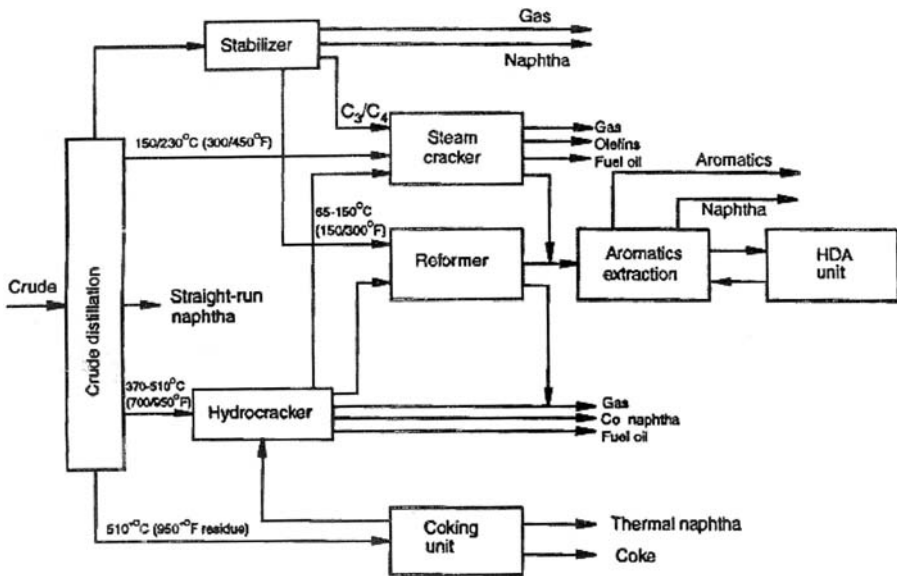 Gas
Stabilizer
Naphtha
C3/C4
150/230°C (300/450°F)
Steam
cracker
Gas
Olefins
Fuel oil
Aromatics
Naphtha
65-150°C
(150/300°F)
Reformer
Aromatics
extraction
HDA
unit
Crude
Crude distillation
Straight-run
naphtha
370-510°C
(700/950°F)
Hydrocracker
Gas
Co naphtha
Fuel oil
510⁺°C (950⁺°F residue)
Coking
unit
Thermal naphtha
Coke